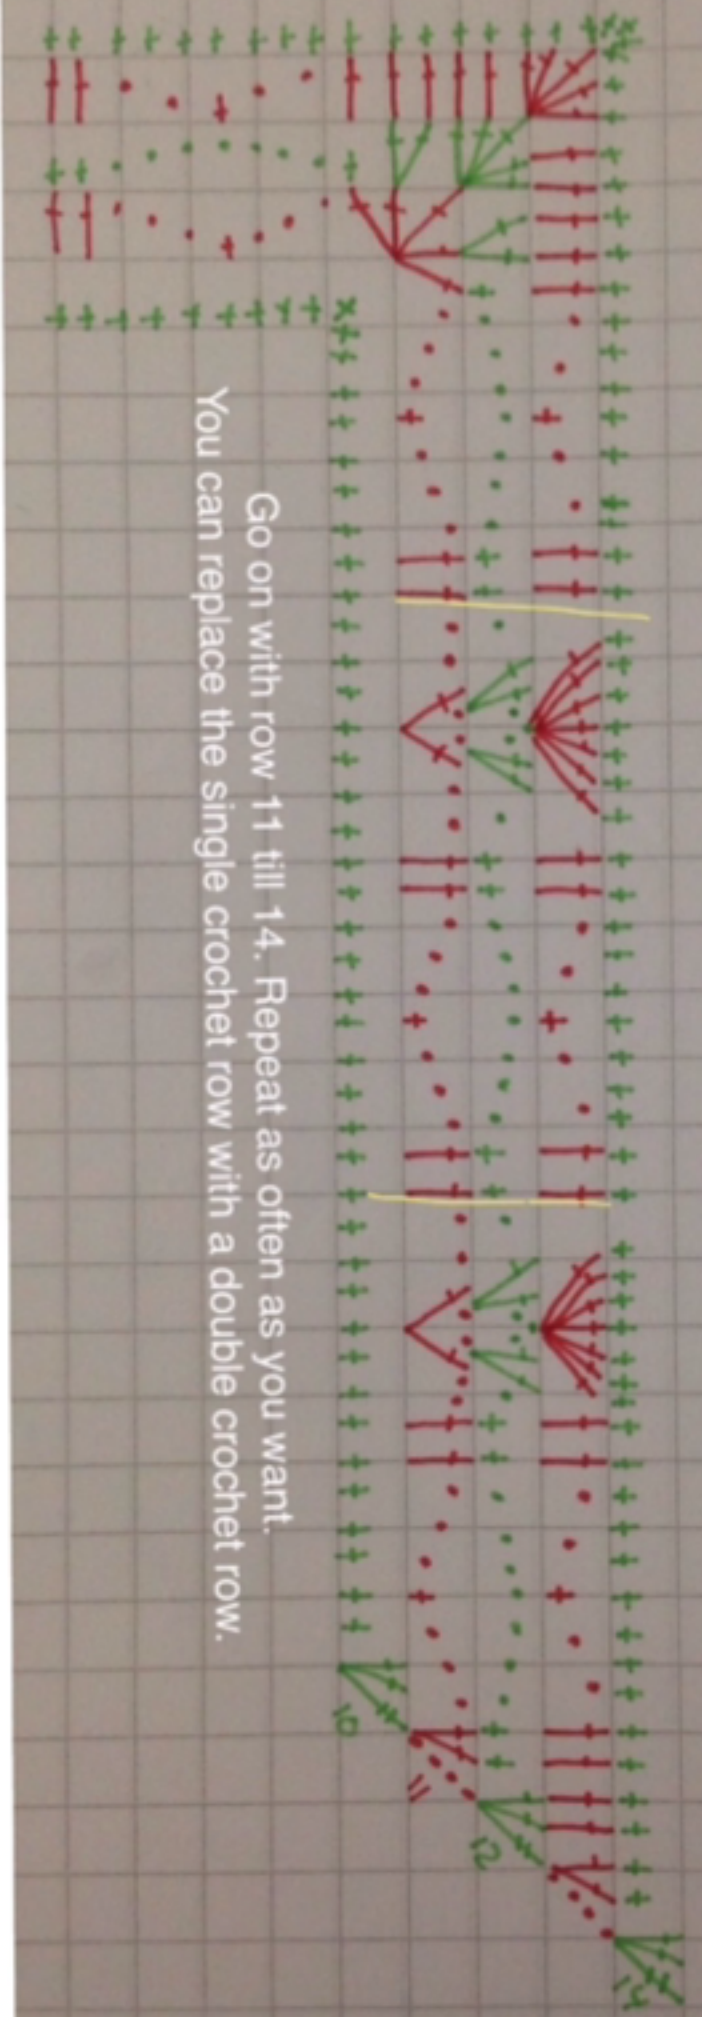 Go on with row 11 till 14. Repeat as often as you want.
You can replace the single crochet row with a double crochet row.
10
11
12
14